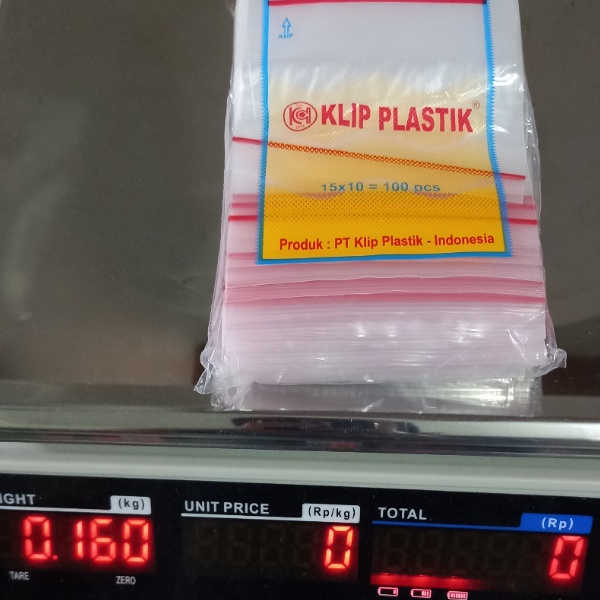 KLIP
KLIP PLASTIK®
15x10 = 100 pcs
Produk : PT Klip Plastik - Indonesia
IGHT (kg)
UNIT PRICE (Rp/kg)
TOTAL (Rp)
0.160
0
0
TARE ZERO